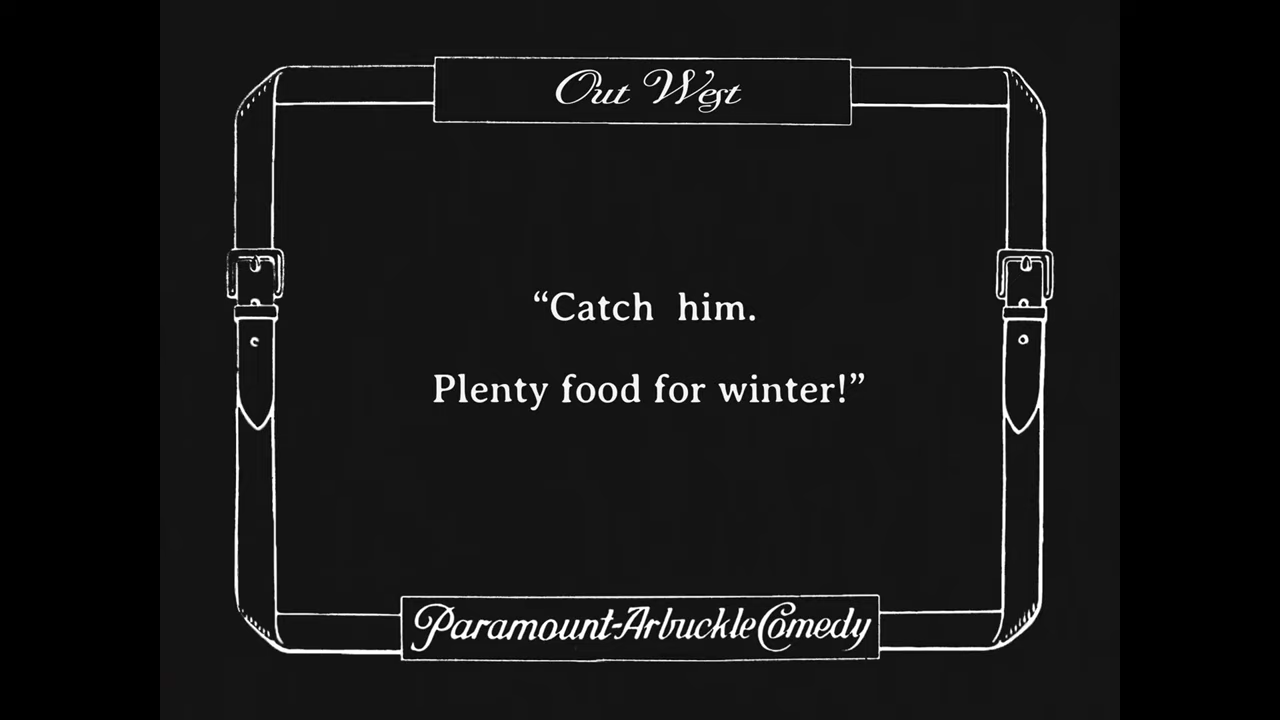 Out West
“Catch him.
Plenty food for winter!”
Paramount-Arbuckle Comedy